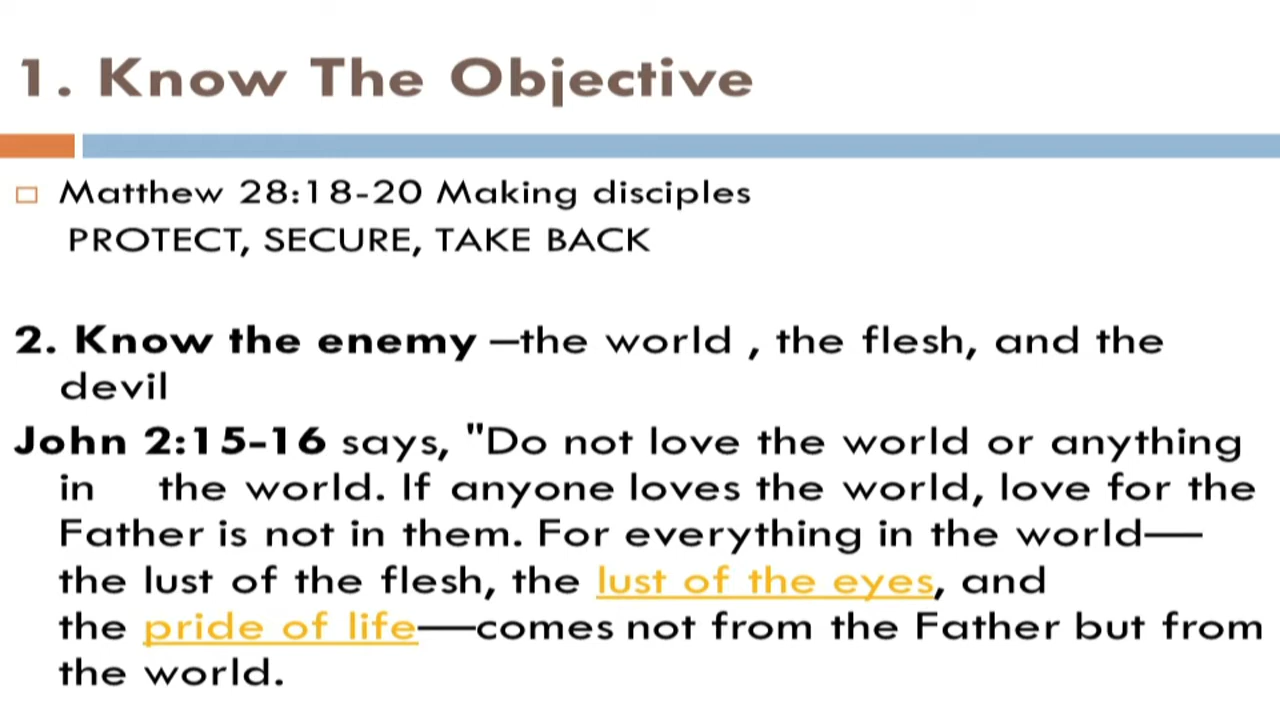 1. Know The Objective
Matthew 28:18-20 Making disciples
PROTECT, SECURE, TAKE BACK
2. Know the enemy –the world , the flesh, and the
devil
John 2:15-16 says, "Do not love the world or anything
in the world. If anyone loves the world, love for the
Father is not in them. For everything in the world—
the lust of the flesh, the lust of the eyes, and
the pride of life—comes not from the Father but from
the world.